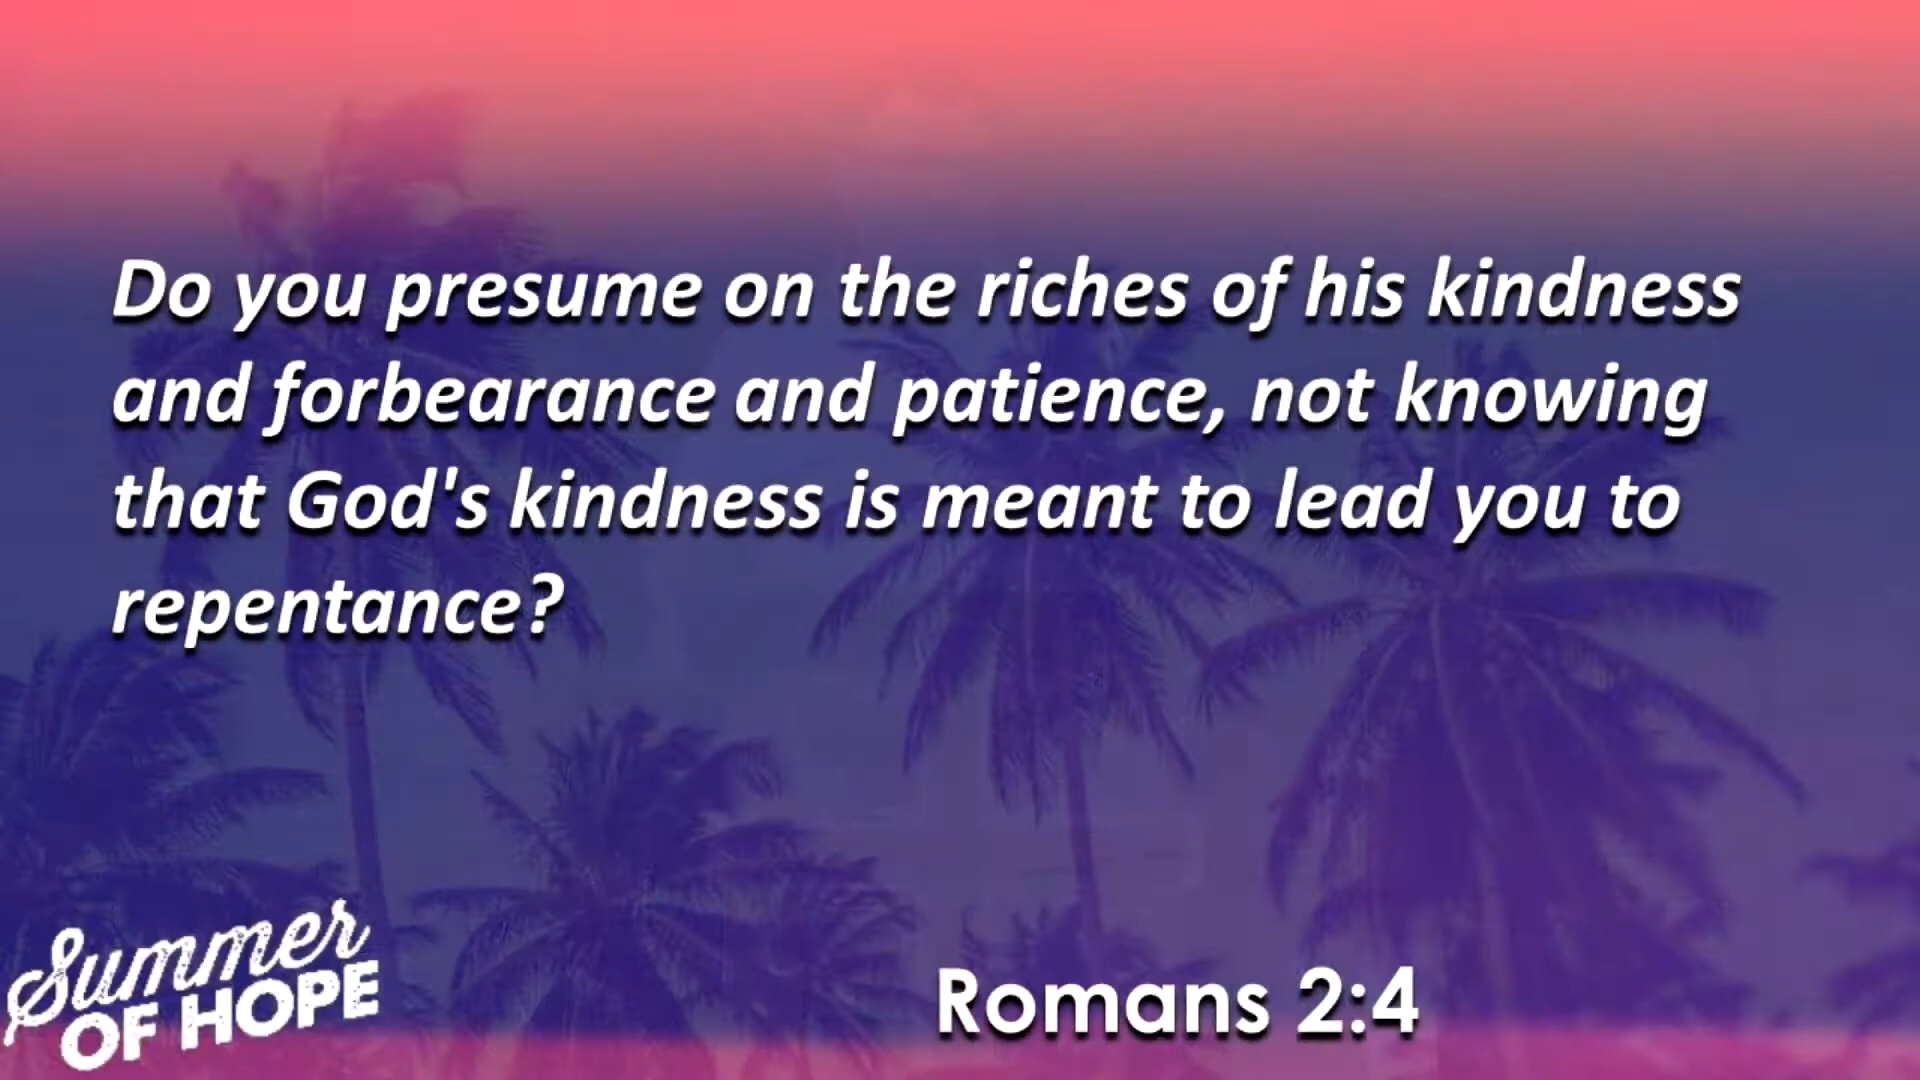 Do you presume on the riches of his kindness
and forbearance and patience, not knowing
that God's kindness is meant to lead you to
repentance?
Summer
OF HOPE
Romans 2:4